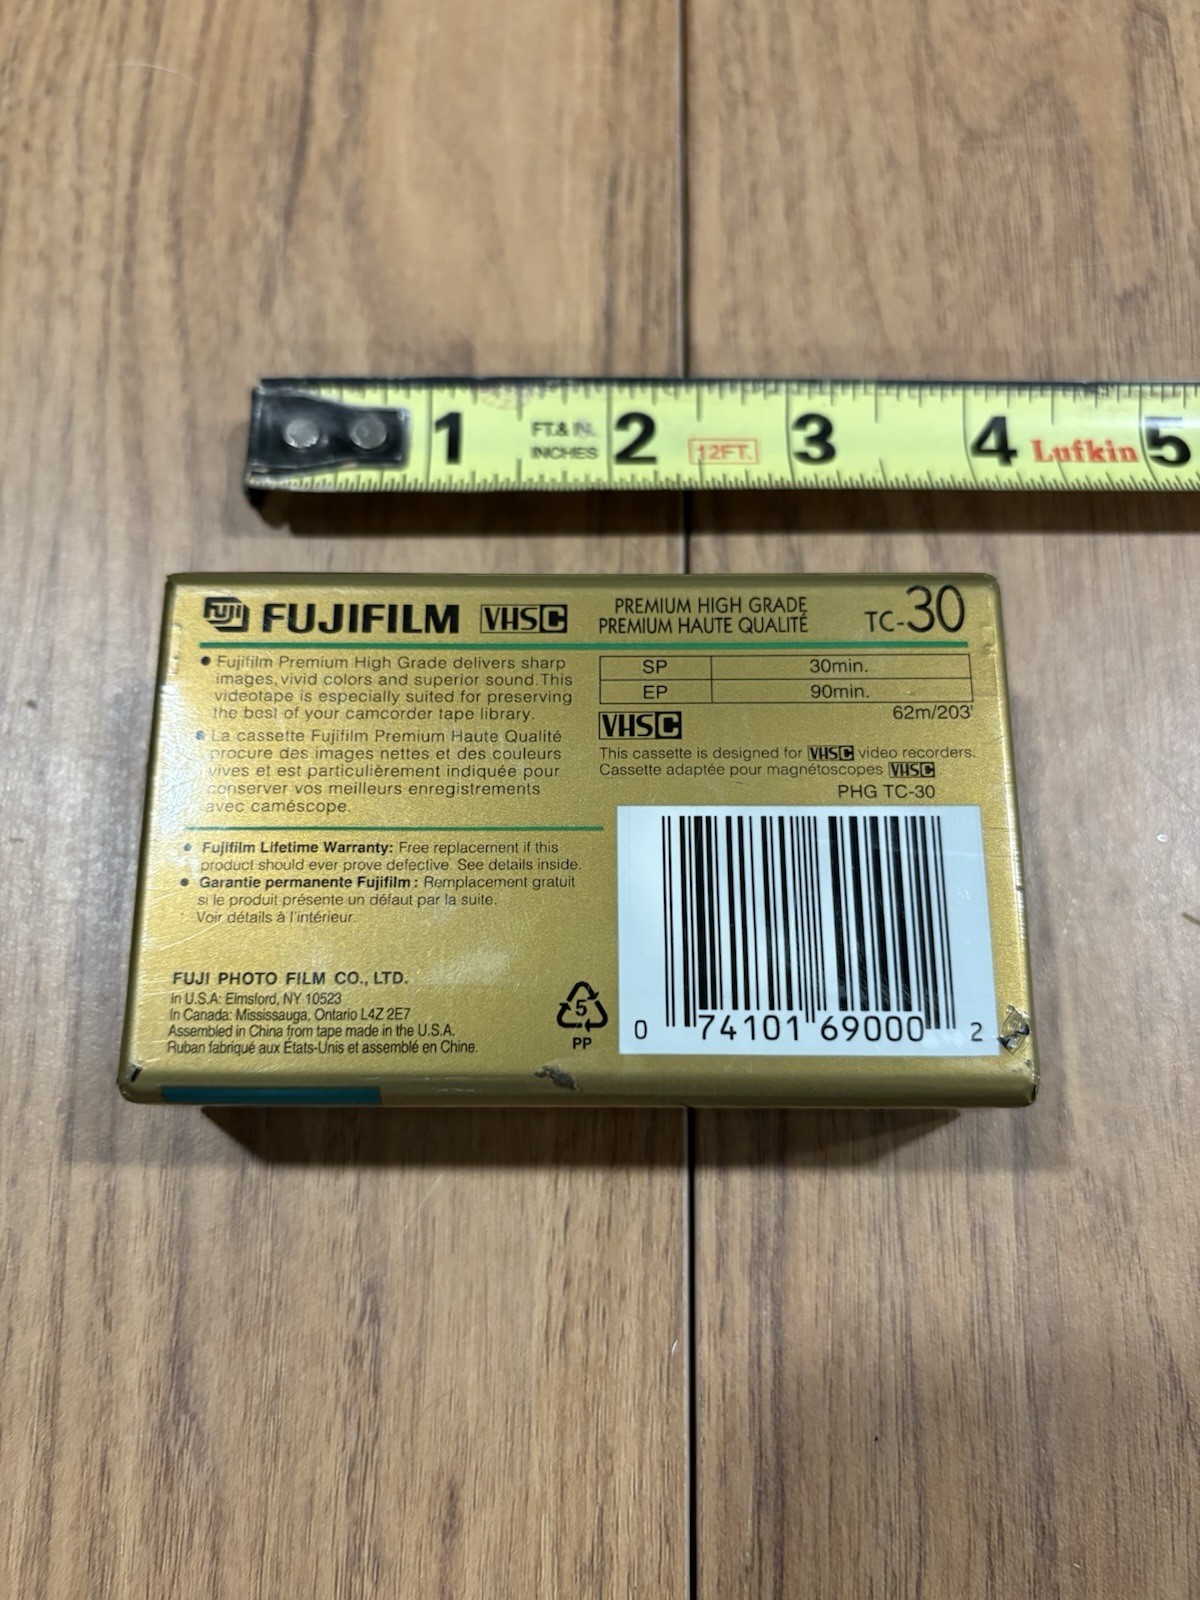 1 FT.& IN. INCHES 2 12FT. 3 4 Lufkin 5
Fuji FUJIFILM VHSC
PREMIUM HIGH GRADE
PREMIUM HAUTE QUALITÉ
TC-30
• Fujifilm Premium High Grade delivers sharp
images, vivid colors and superior sound. This
videotape is especially suited for preserving
the best of your camcorder tape library.
• La cassette Fujifilm Premium Haute Qualité
procure des images nettes et des couleurs
vives et est particulièrement indiquée pour
conserver vos meilleurs enregistrements
avec caméscope.
• Fujifilm Lifetime Warranty: Free replacement if this
product should ever prove defective. See details inside.
• Garantie permanente Fujifilm : Remplacement gratuit
si le produit présente un défaut par la suite.
Voir détails à l'intérieur.
FUJI PHOTO FILM CO., LTD.
In U.S.A: Elmsford, NY 10523
In Canada: Mississauga, Ontario L4Z 2E7
Assembled in China from tape made in the U.S.A.
Ruban fabriqué aux États-Unis et assemblé en Chine.
5
PP
SP 30min.
EP 90min.
62m/203'
VHSC
This cassette is designed for VHSC video recorders.
Cassette adaptée pour magnétoscopes VHSC
PHG TC-30
0 74101 69000 2